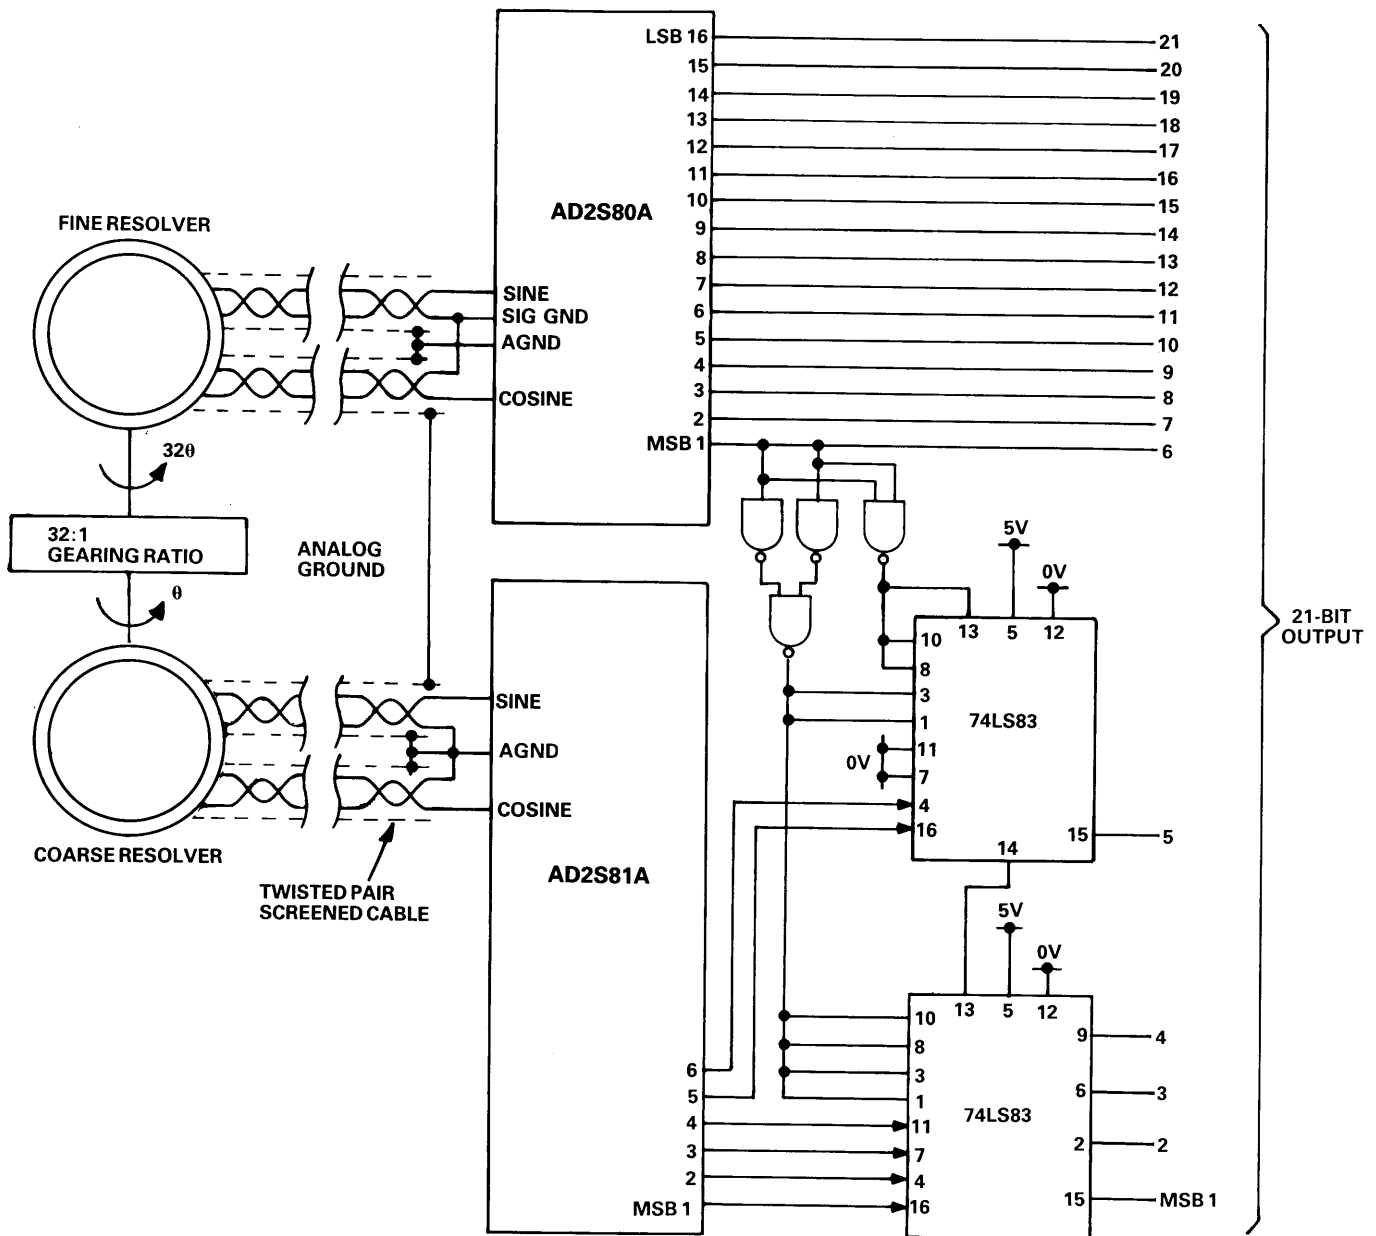 LSB 16
15
14
13
12
11
10
9
8
7
6
5
4
3
2
MSB 1
AD2S80A
SINE
SIG GND
AGND
COSINE
21
20
19
18
17
16
15
14
13
12
11
10
9
8
7
6
FINE RESOLVER
32θ
32:1
GEARING RATIO
θ
ANALOG
GROUND
COARSE RESOLVER
TWISTED PAIR
SCREENED CABLE
SINE
AGND
COSINE
AD2S81A
6
5
4
3
2
MSB 1
5V
0V
13
5
12
10
8
3
1
11
7
4
16
0V
74LS83
14
15
5
5V
0V
13
5
12
10
8
3
1
11
7
4
16
74LS83
9
6
2
15
4
3
2
MSB 1
21-BIT
OUTPUT